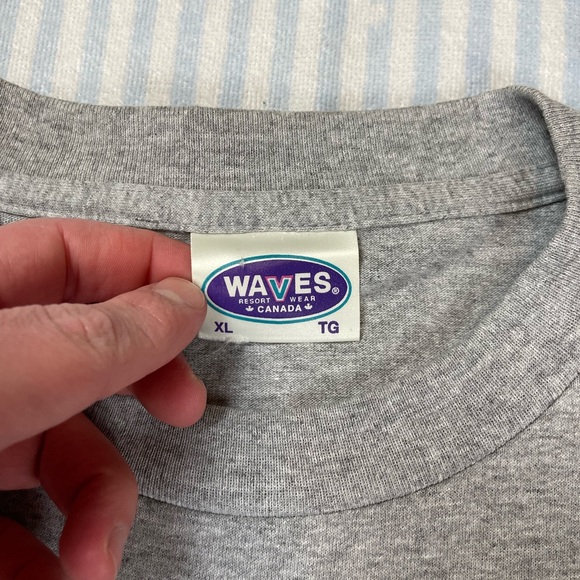 WAVES®
RESORT WEAR
CANADA
XL TG